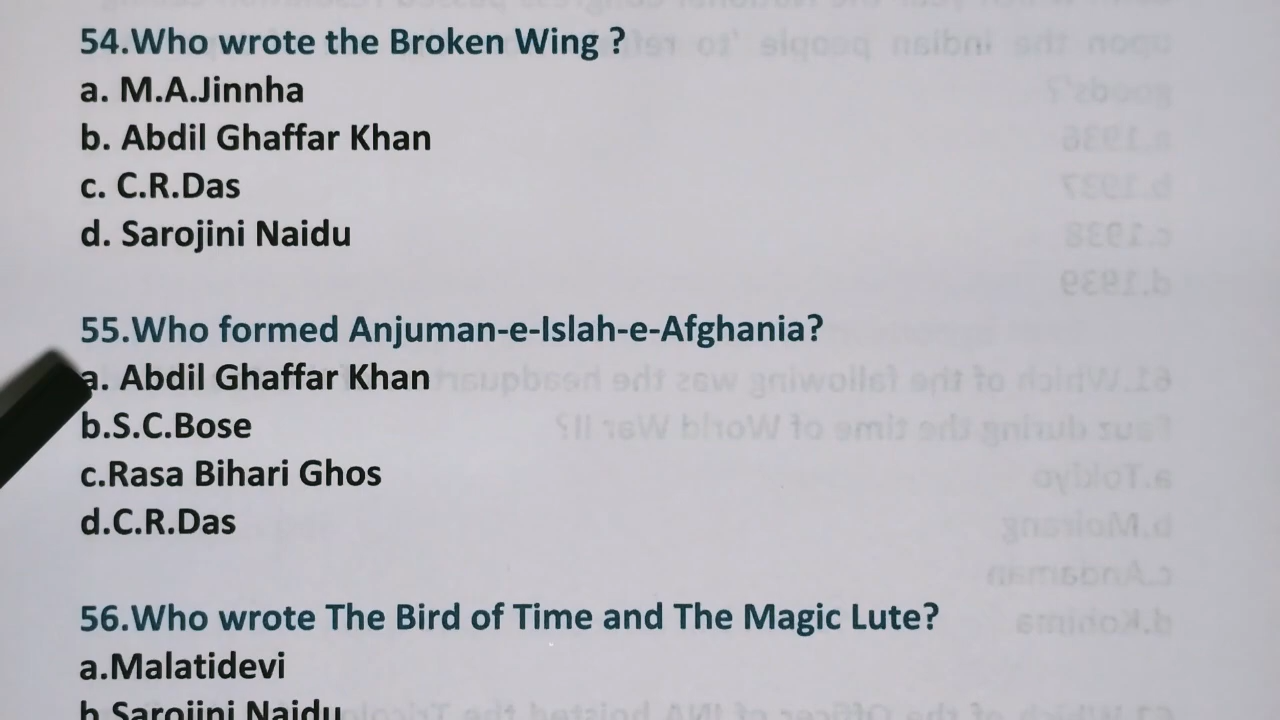 54.Who wrote the Broken Wing ?
a. M.A.Jinnha
b. Abdil Ghaffar Khan
c. C.R.Das
d. Sarojini Naidu
55.Who formed Anjuman-e-Islah-e-Afghania?
a. Abdil Ghaffar Khan
b.S.C.Bose
c.Rasa Bihari Ghos
d.C.R.Das
56.Who wrote The Bird of Time and The Magic Lute?
a.Malatidevi
b.Sarojini Naidu